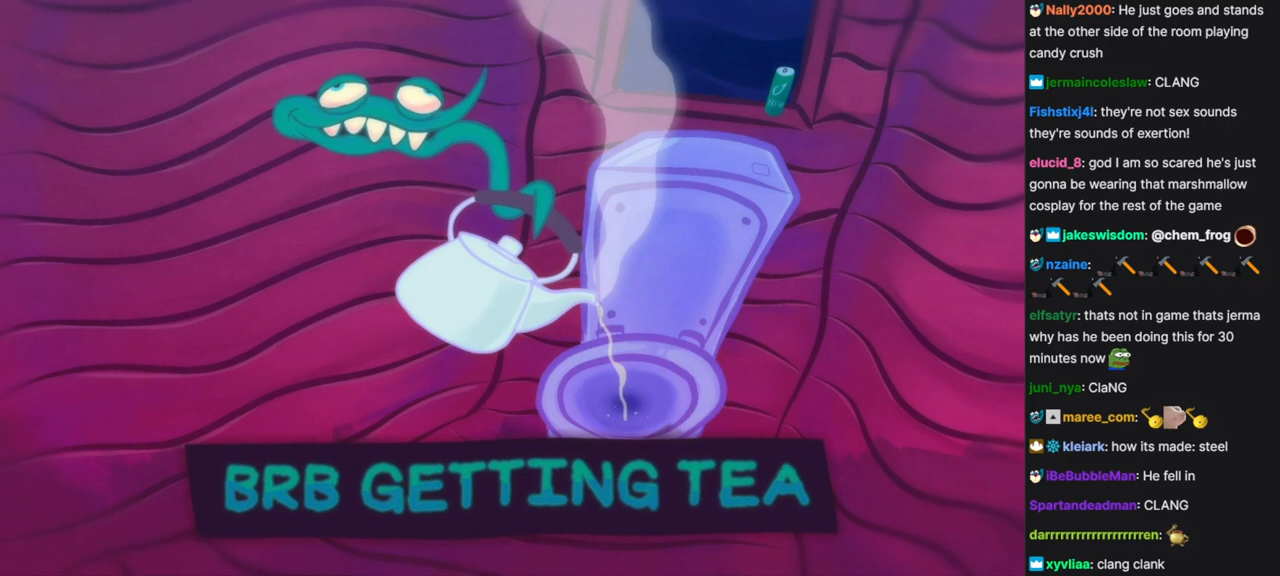 BRB GETTING TEA
Nally2000: He just goes and stands
at the other side of the room playing
candy crush
jermaincoleslaw: CLANG
Fishstixj4l: they're not sex sounds
they're sounds of exertion!
elucid_8: god I am so scared he's just
gonna be wearing that marshmallow
cosplay for the rest of the game
jakeswisdom: @chem_frog
nzaine:
elfsatyr: thats not in game thats jerma
why has he been doing this for 30
minutes now
juni_nya: ClaNG
maree_com:
kleiark: how its made: steel
iBeBubbleMan: He fell in
Spartandeadman: CLANG
darrrrrrrrrrrrrrrrrren:
xyvliaa: clang clank